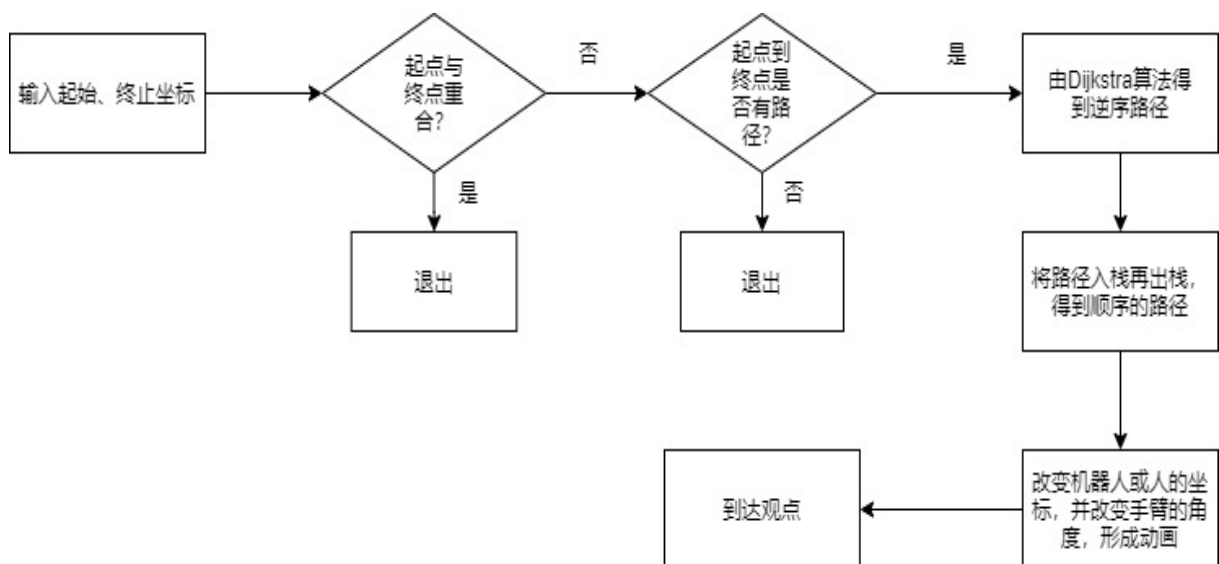 输入起始、终止坐标
起点与
终点重
合?
否
起点到
终点是
否有路
径?
是
由Dijkstra算法得
到逆序路径
是
否
退出
退出
将路径入栈再出栈，
得到顺序的路径
到达观点
改变机器人或人的坐
标，并改变手臂的角
度，形成动画